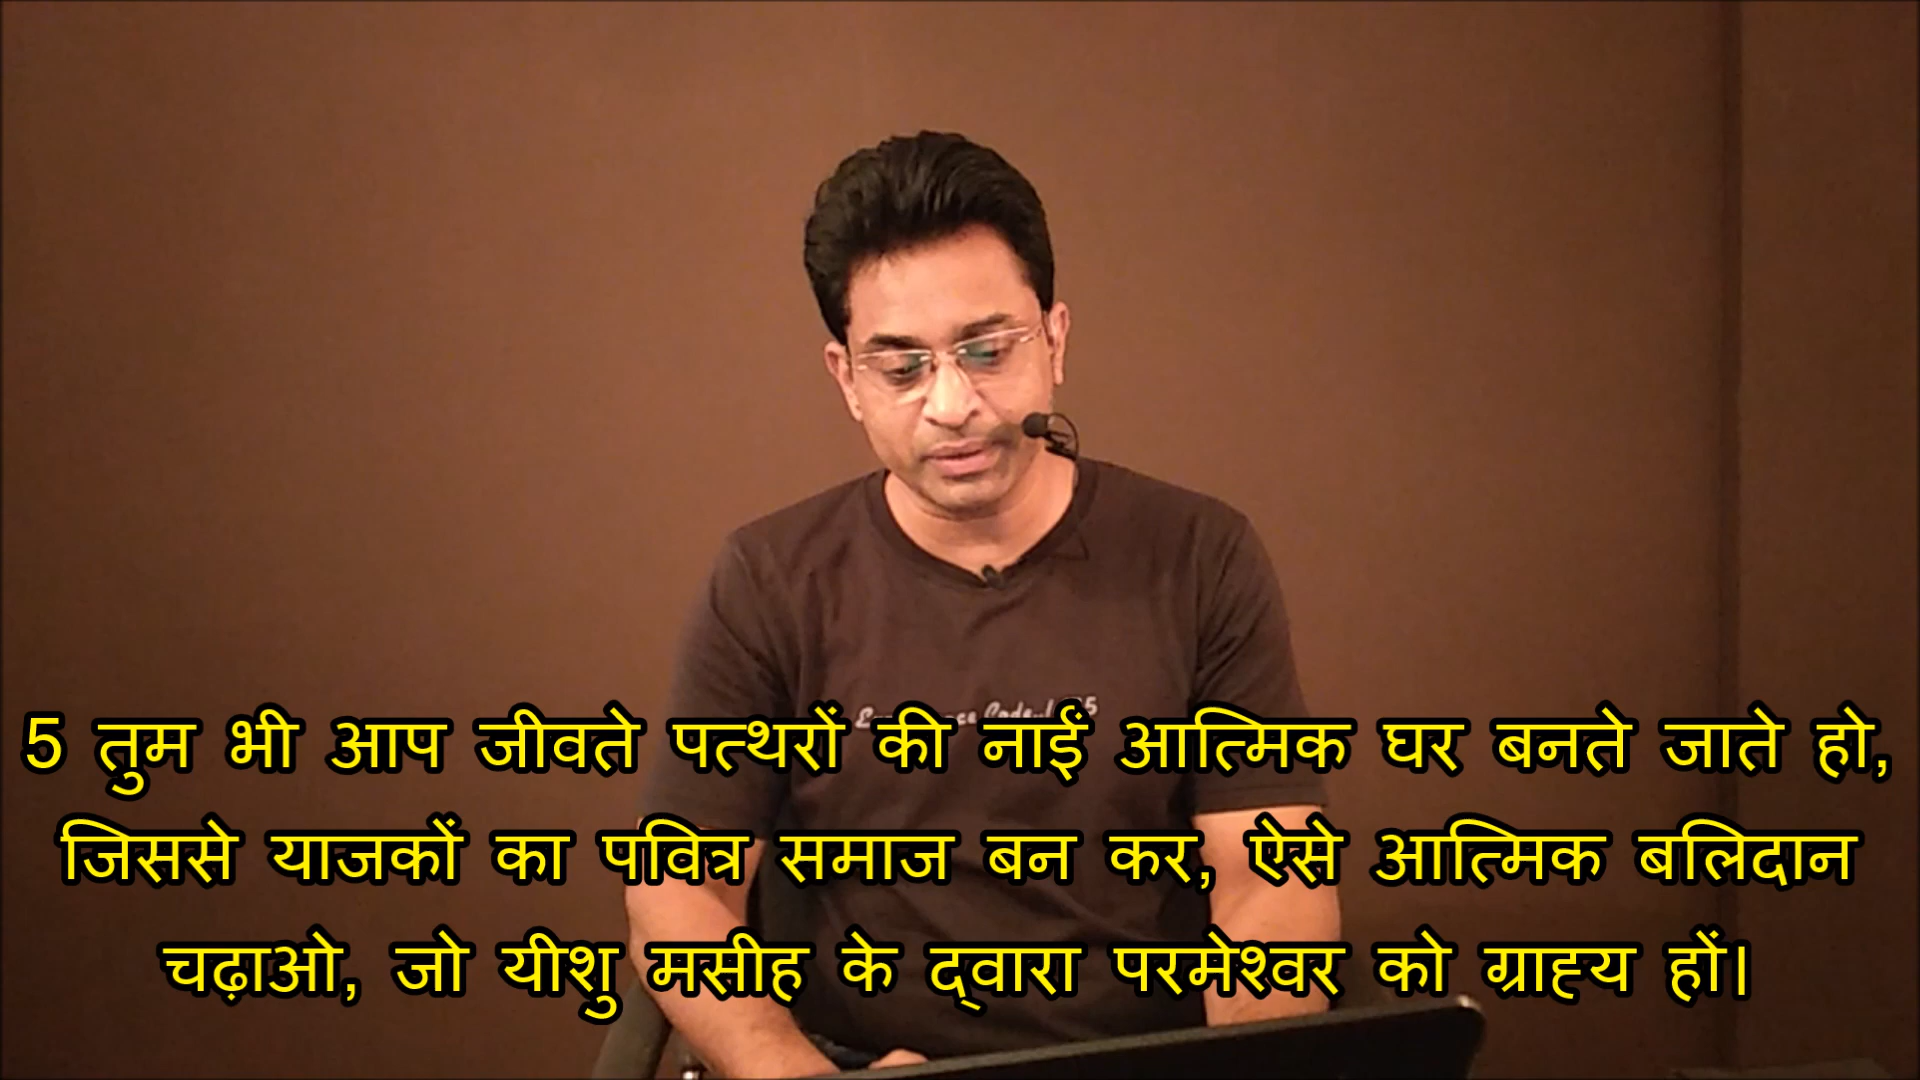 5 तुम भी आप जीवते पत्थरों की नाईं आत्मिक घर बनते जाते हो,
जिससे याजकों का पवित्र समाज बन कर, ऐसे आत्मिक बलिदान
चढ़ाओ, जो यीशु मसीह के द्वारा परमेश्वर को ग्राह्य हों।